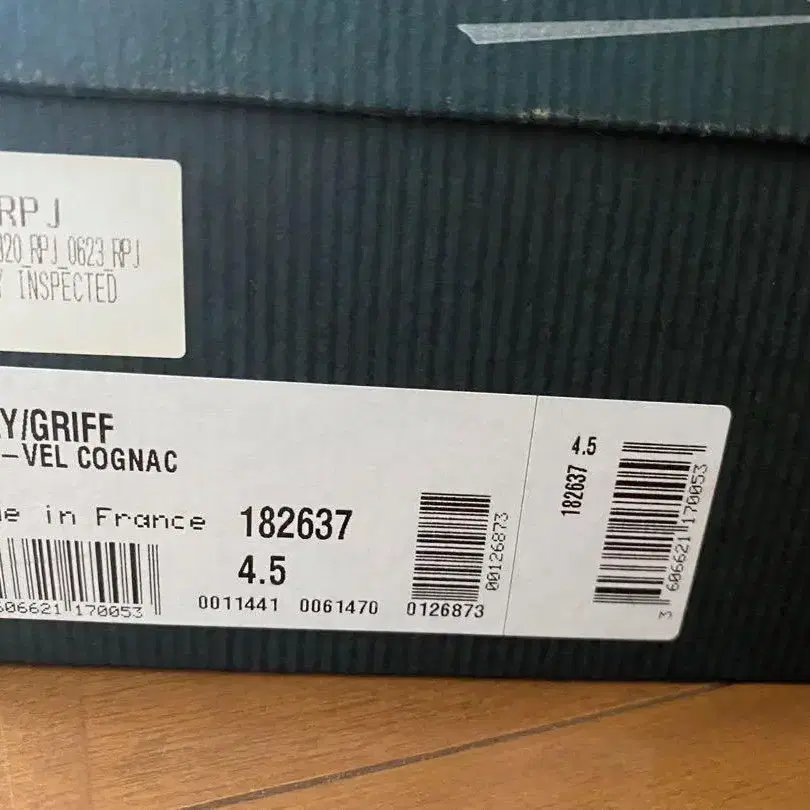 RPJ
320_RPJ_0623_RPJ
Y INSPECTED
Y/GRIFF
-VEL COGNAC
e in France
182637
4.5
606621 170053
0011441 0061470 0126873
00126873
4.5
182637
3 606621 170053